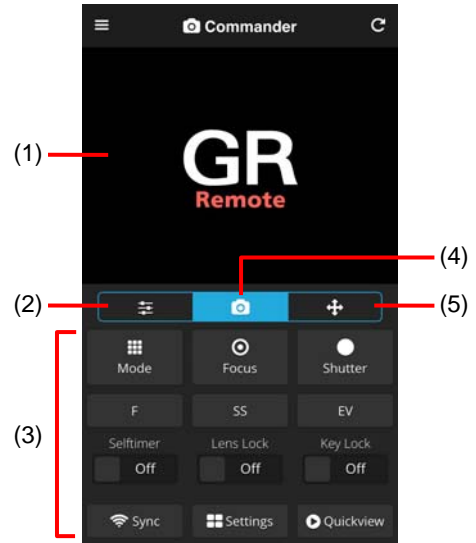 Commander
(1)
GR
Remote
(4)
(2)
(5)
(3)
Mode Focus Shutter
F SS EV
Selftimer Lens Lock Key Lock
Off Off Off
Sync Settings Quickview